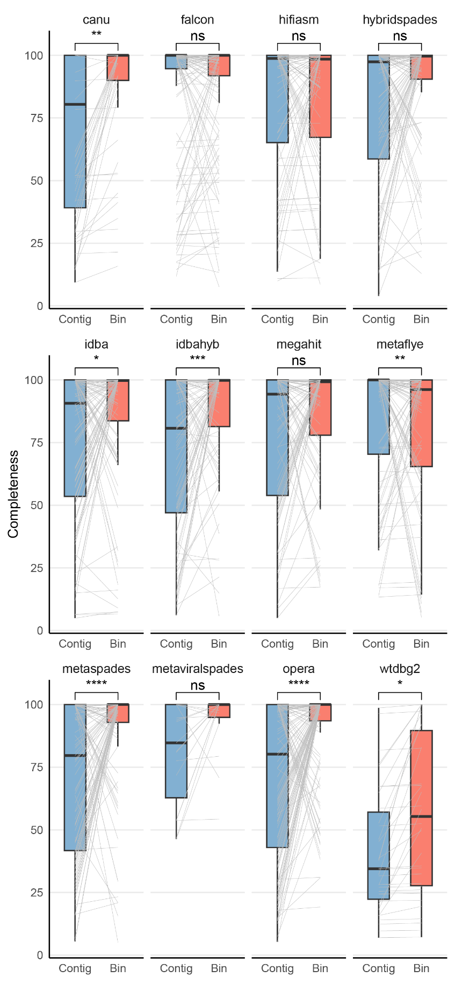 canu falcon hifiasm hybridspades
** ns ns ns
100
75
50
25
0
Contig Bin Contig Bin Contig Bin Contig Bin
idba idbahyb megahit metaflye
* *** ns **
100
75
Completeness
50
25
0
Contig Bin Contig Bin Contig Bin Contig Bin
metaspades metaviralspades opera wtdbg2
**** ns **** *
100
75
50
25
0
Contig Bin Contig Bin Contig Bin Contig Bin